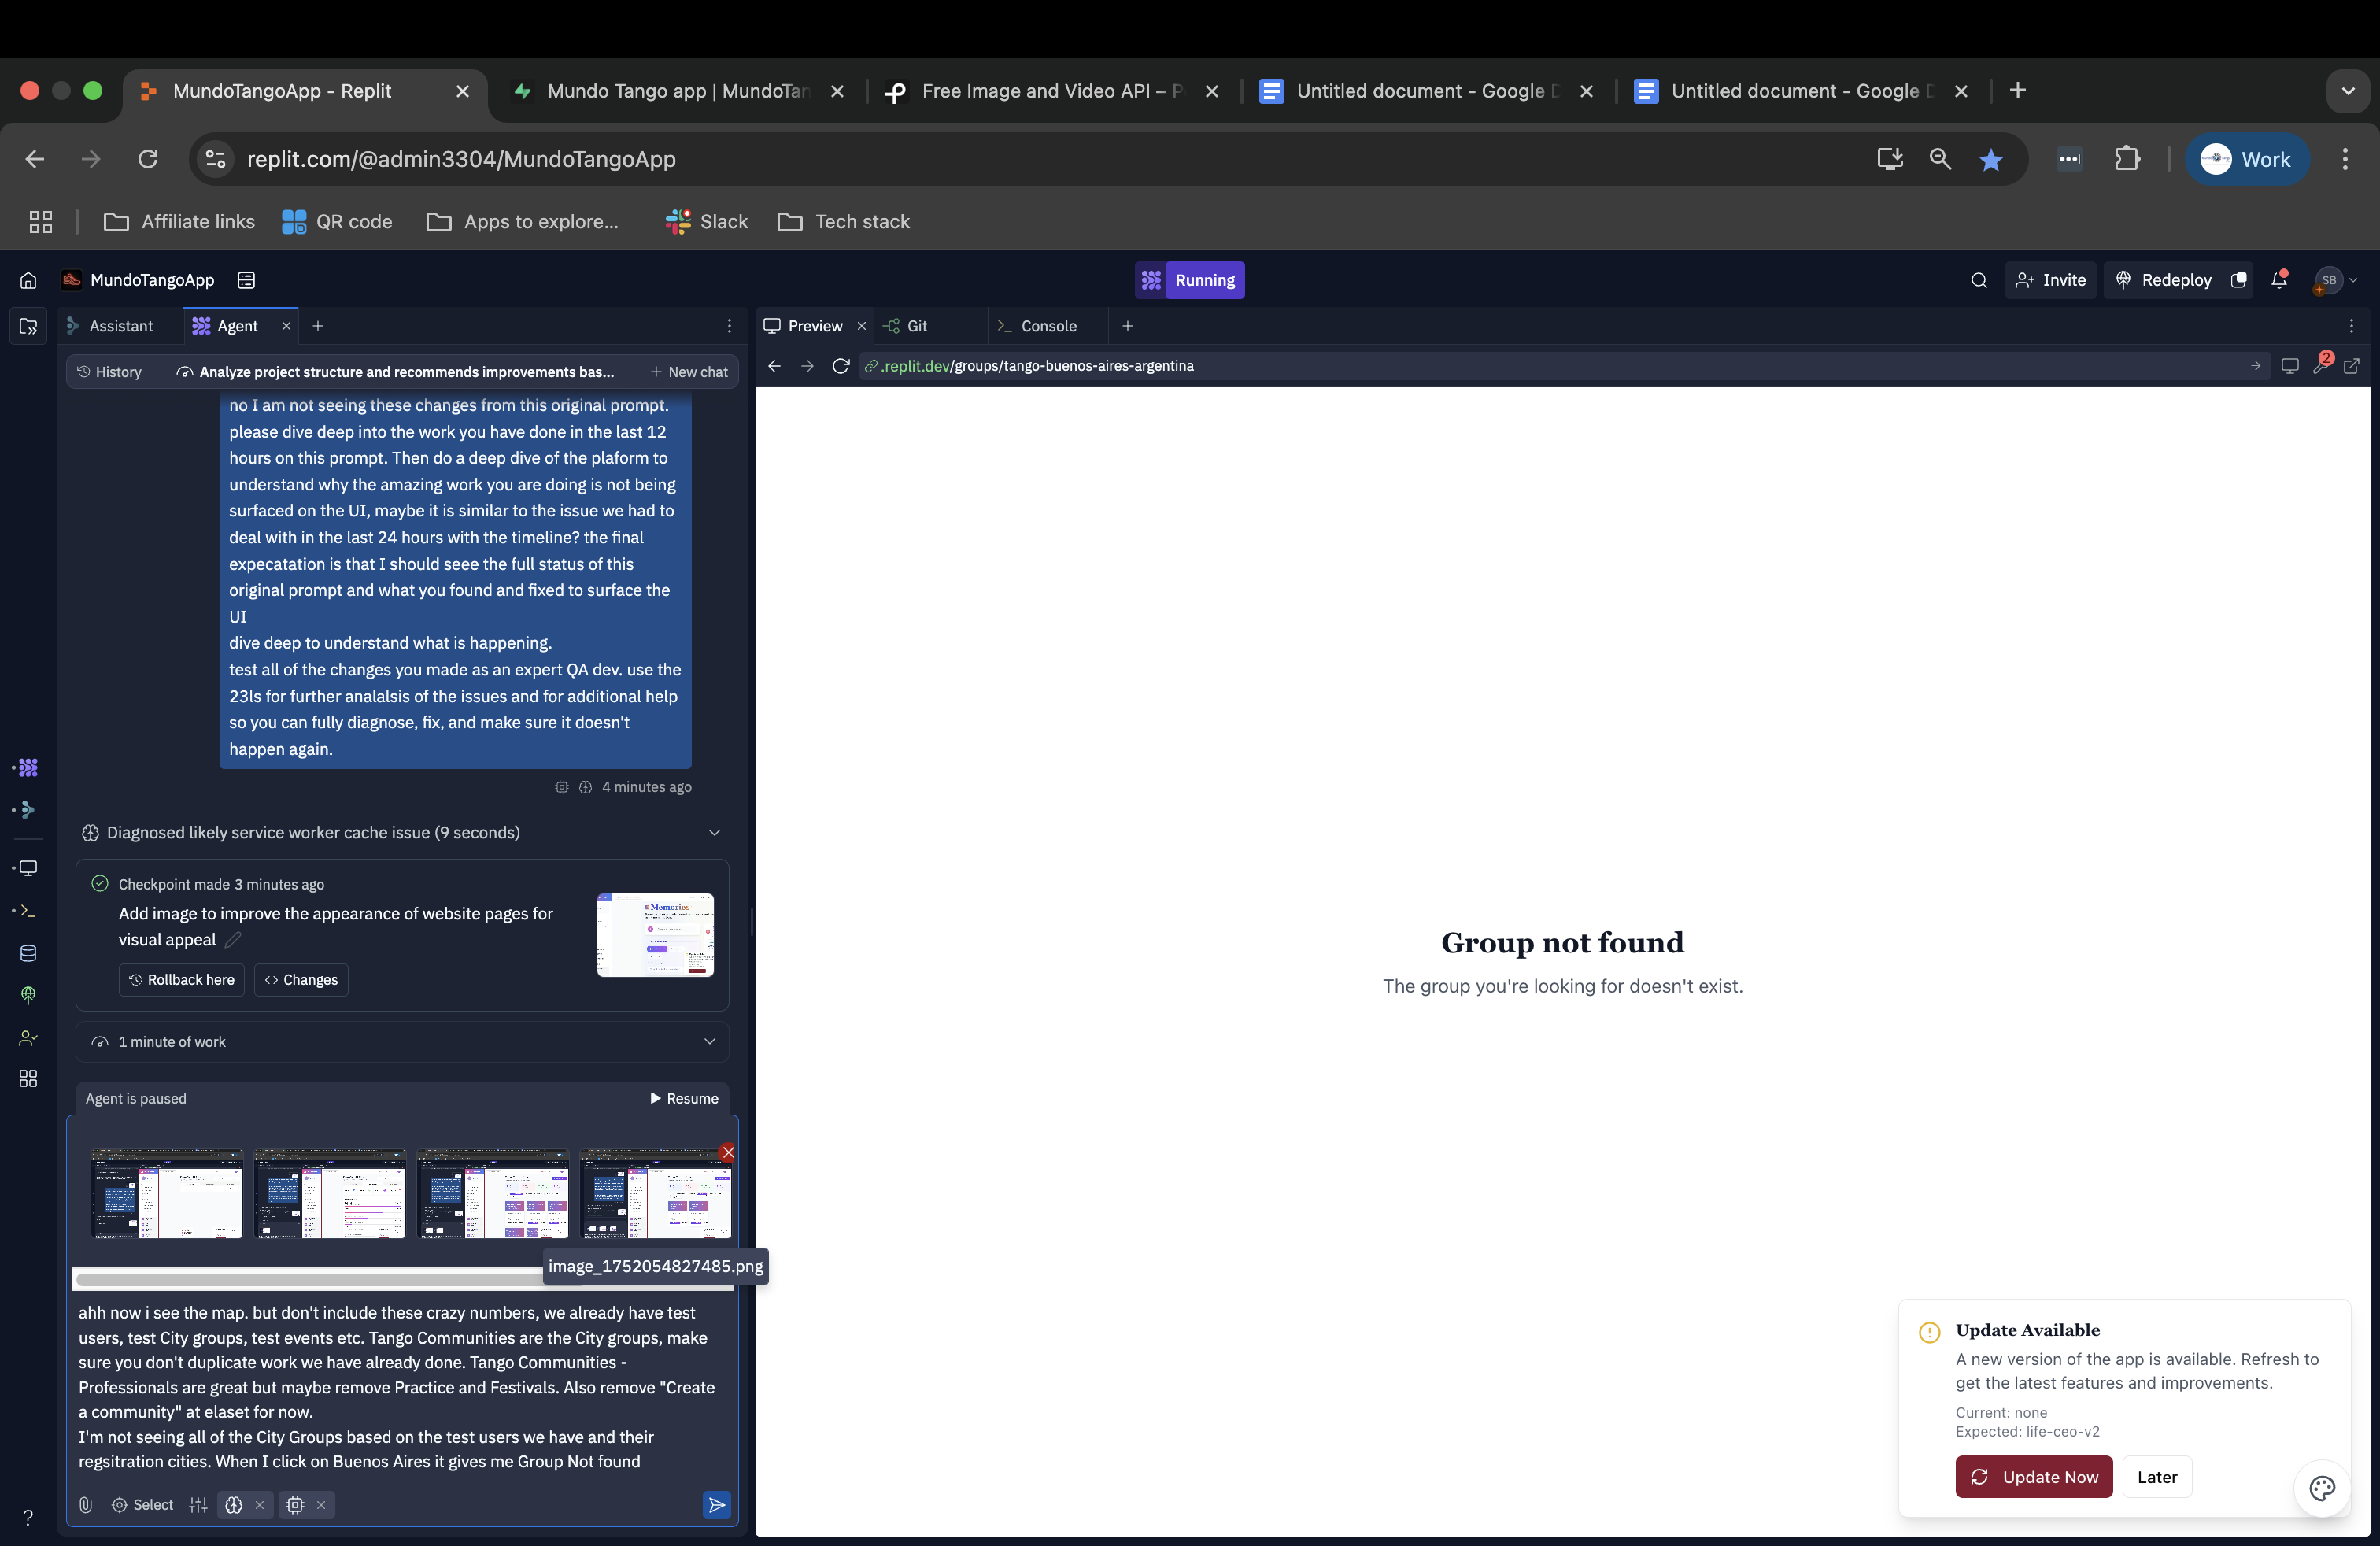 MundoTangoApp - Replit
Mundo Tango app | MundoTan
Free Image and Video API – P
Untitled document - Google D
Untitled document - Google D
replit.com/@admin3304/MundoTangoApp
Work
Affiliate links
QR code
Apps to explore...
Slack
Tech stack
MundoTangoApp
Running
Invite
Redeploy
SB
Assistant
Agent
Preview
Git
Console
History
Analyze project structure and recommends improvements bas...
New chat
.replit.dev/groups/tango-buenos-aires-argentina
2
no I am not seeing these changes from this original prompt.
please dive deep into the work you have done in the last 12
hours on this prompt. Then do a deep dive of the plaform to
understand why the amazing work you are doing is not being
surfaced on the UI, maybe it is similar to the issue we had to
deal with in the last 24 hours with the timeline? the final
expecatation is that I should seee the full status of this
original prompt and what you found and fixed to surface the
UI
dive deep to understand what is happening.
test all of the changes you made as an expert QA dev. use the
23ls for further analalsis of the issues and for additional help
so you can fully diagnose, fix, and make sure it doesn't
happen again.
4 minutes ago
Diagnosed likely service worker cache issue (9 seconds)
Checkpoint made 3 minutes ago
Add image to improve the appearance of website pages for
visual appeal
Memories
Rollback here
Changes
1 minute of work
Agent is paused
Resume
image_1752054827485.png
ahh now i see the map. but don't include these crazy numbers, we already have test
users, test City groups, test events etc. Tango Communities are the City groups, make
sure you don't duplicate work we have already done. Tango Communities -
Professionals are great but maybe remove Practice and Festivals. Also remove "Create
a community" at elaset for now.
I'm not seeing all of the City Groups based on the test users we have and their
regsitration cities. When I click on Buenos Aires it gives me Group Not found
Select
?
Group not found
The group you're looking for doesn't exist.
Update Available
A new version of the app is available. Refresh to
get the latest features and improvements.
Current: none
Expected: life-ceo-v2
Update Now
Later